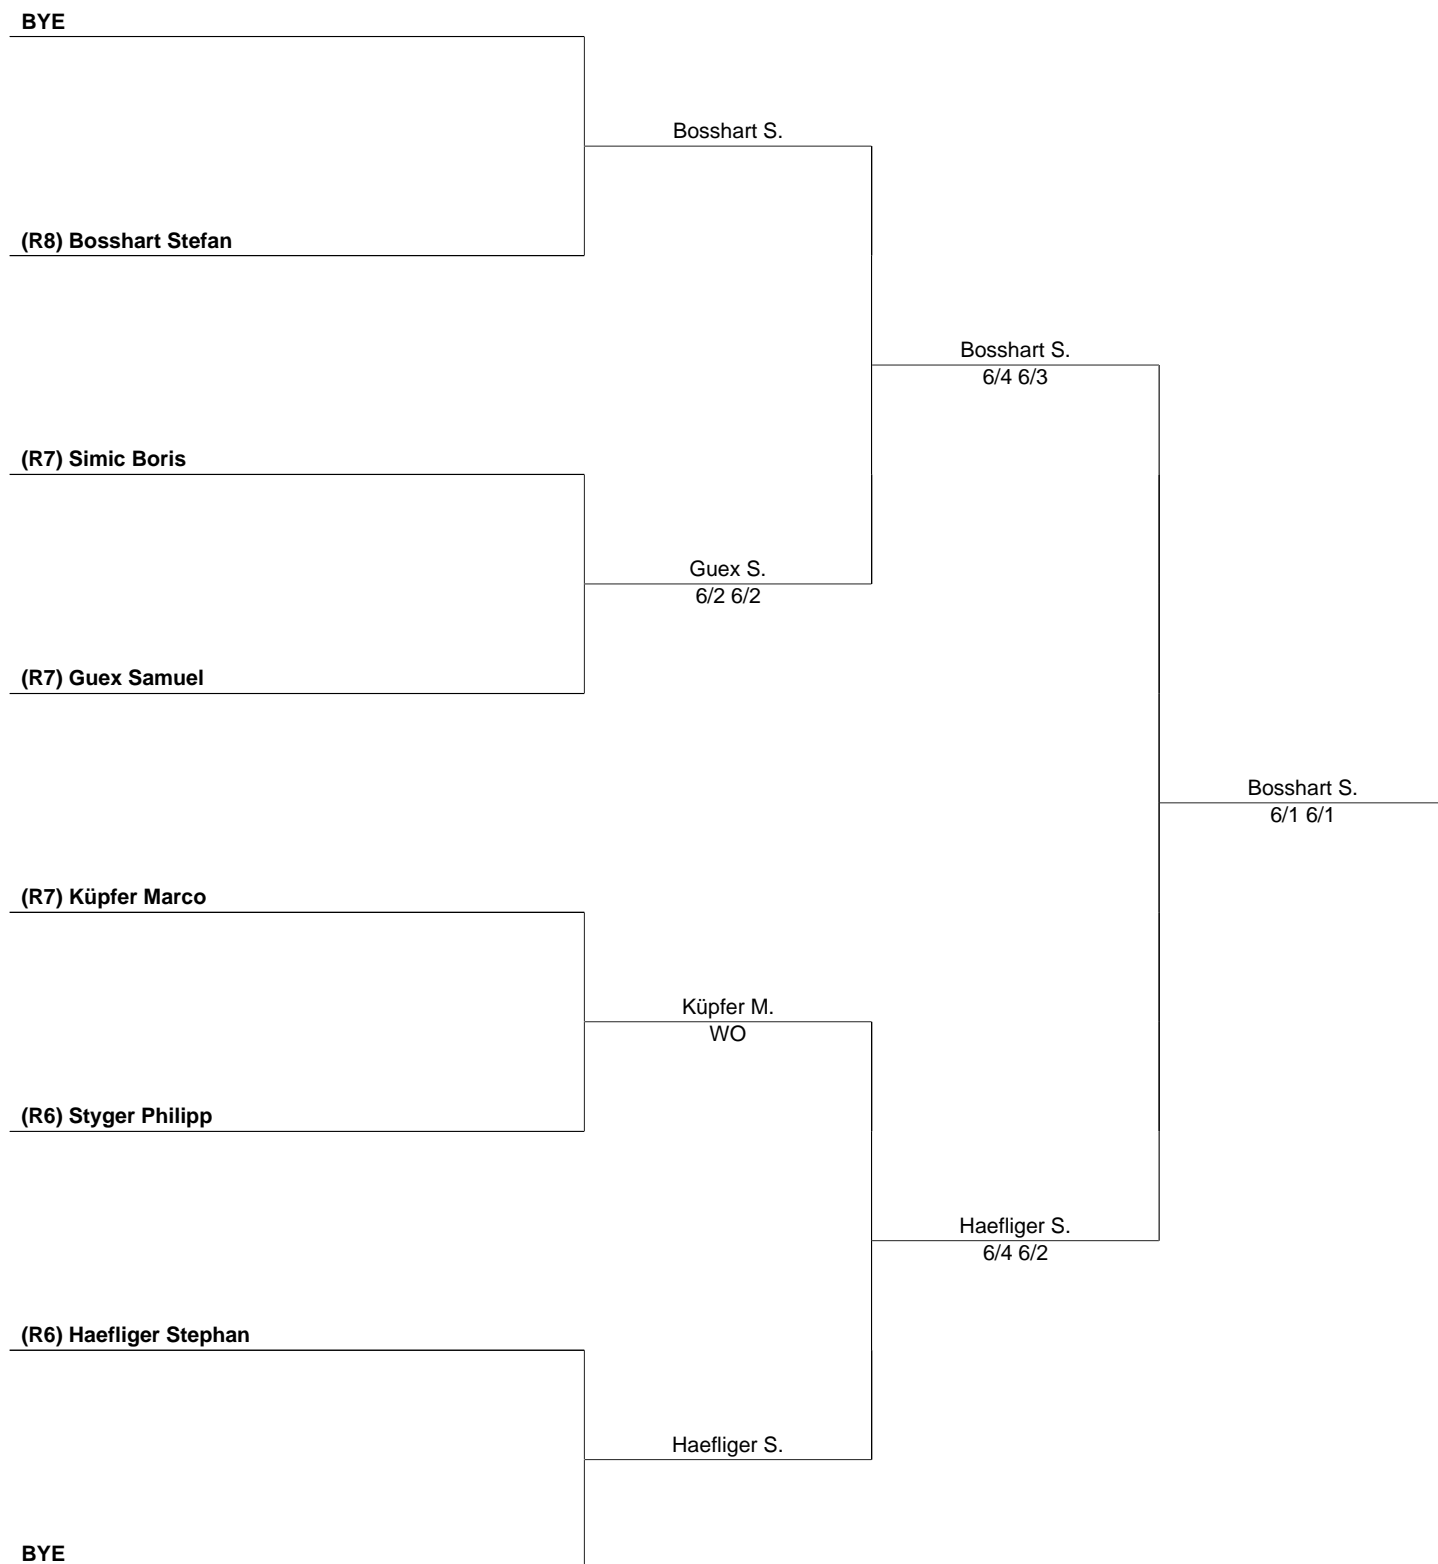 BYE
Bosshart S.
(R8) Bosshart Stefan
Bosshart S.
6/4 6/3
(R7) Simic Boris
Guex S.
6/2 6/2
(R7) Guex Samuel
Bosshart S.
6/1 6/1
(R7) Küpfer Marco
Küpfer M.
WO
(R6) Styger Philipp
Haefliger S.
6/4 6/2
(R6) Haefliger Stephan
Haefliger S.
BYE